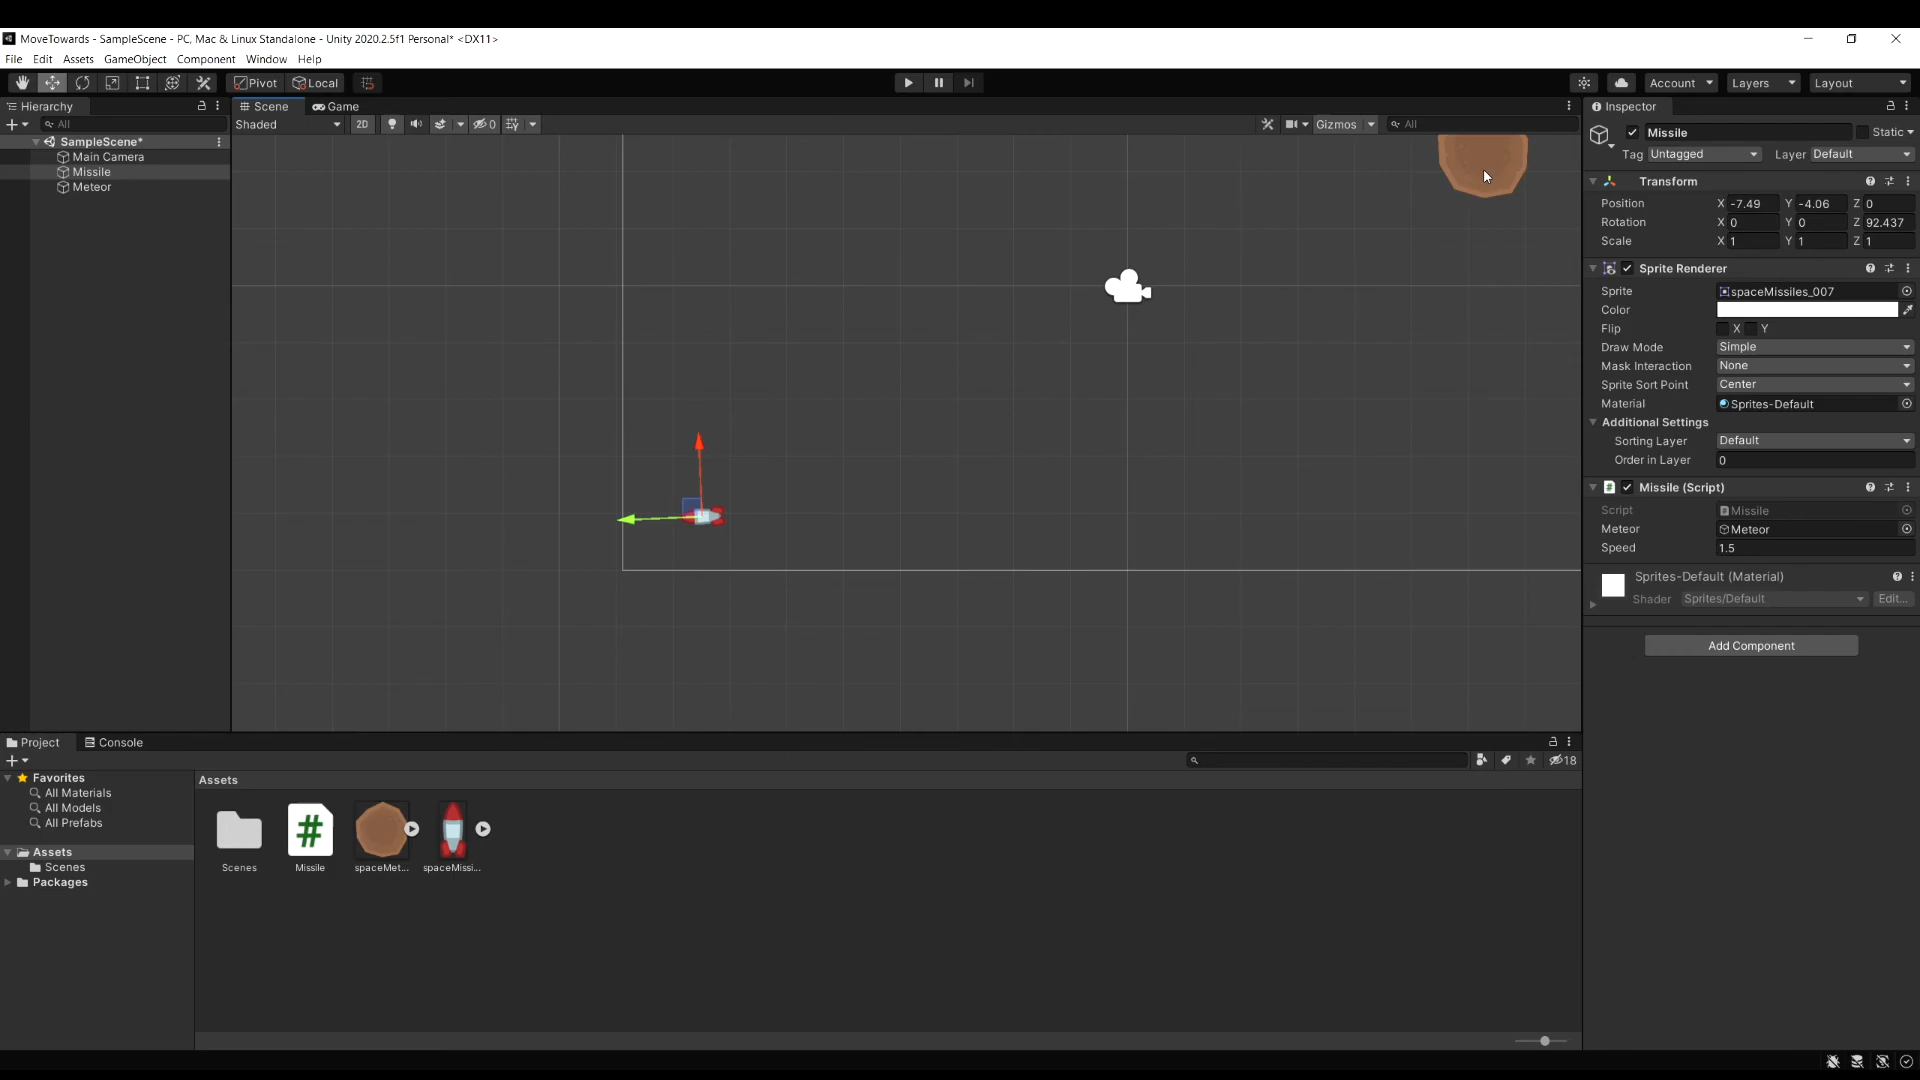 MoveTowards - SampleScene - PC, Mac & Linux Standalone - Unity 2020.2.5f1 Personal* <DX11>
File Edit Assets GameObject Component Window Help
Pivot Local Account Layers Layout
Hierarchy Scene Game Inspector
All Shaded 2D 0 Gizmos All
SampleScene*
Main Camera
Missile
Meteor
Missile Static
Tag Untagged Layer Default
Transform
Position X -7.49 Y -4.06 Z 0
Rotation X 0 Y 0 Z 92.437
Scale X 1 Y 1 Z 1
Sprite Renderer
Sprite spaceMissiles_007
Color
Flip X Y
Draw Mode Simple
Mask Interaction None
Sprite Sort Point Center
Material Sprites-Default
Additional Settings
Sorting Layer Default
Order in Layer 0
# Missile (Script)
Script Missile
Meteor Meteor
Speed 1.5
Sprites-Default (Material)
Shader Sprites/Default Edit...
Add Component
Project Console
18
Favorites
All Materials
All Models
All Prefabs
Assets
Scenes
Packages
Assets
#
Scenes Missile spaceMet... spaceMissi...